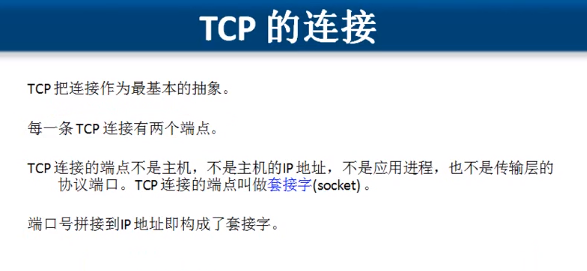 TCP 的连接
TCP 把连接作为最基本的抽象。
每一条 TCP 连接有两个端点。
TCP 连接的端点不是主机，不是主机的IP 地址，不是应用进程，也不是传输层的
协议端口。TCP 连接的端点叫做套接字(socket) 。
端口号拼接到IP 地址即构成了套接字。